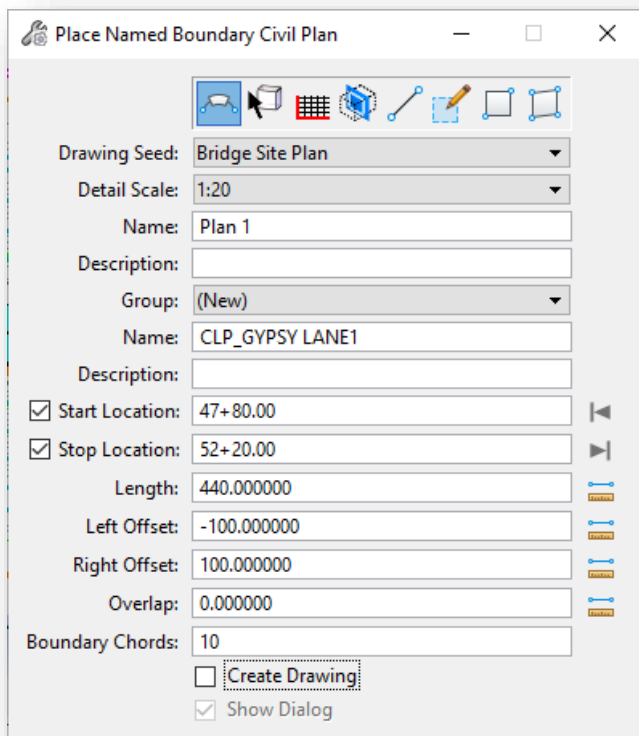 Place Named Boundary Civil Plan
Drawing Seed: Bridge Site Plan
Detail Scale: 1:20
Name: Plan 1
Description:
Group: (New)
Name: CLP_GYPSY LANE1
Description:
Start Location: 47+80.00
Stop Location: 52+20.00
Length: 440.000000
Left Offset: -100.000000
Right Offset: 100.000000
Overlap: 0.000000
Boundary Chords: 10
Create Drawing
Show Dialog